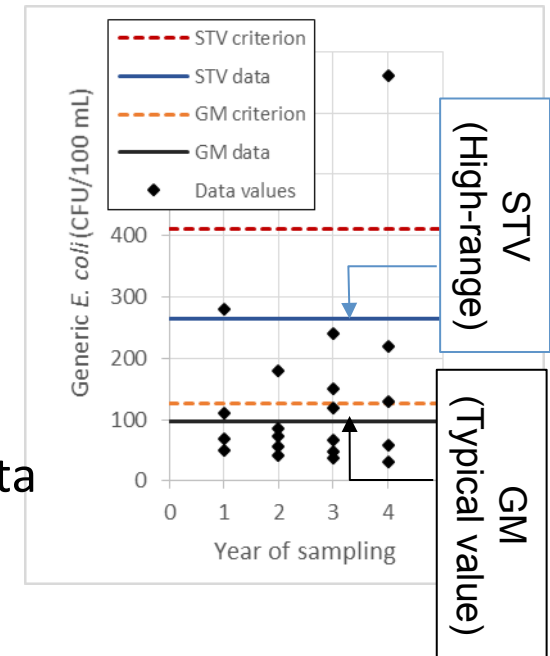 STV criterion
STV data
GM criterion
GM data
Data values
Generic E. coli (CFU/100 mL)
400
300
200
100
0
0 1 2 3 4
Year of sampling
STV
(High-range)
GM
(Typical value)
ta